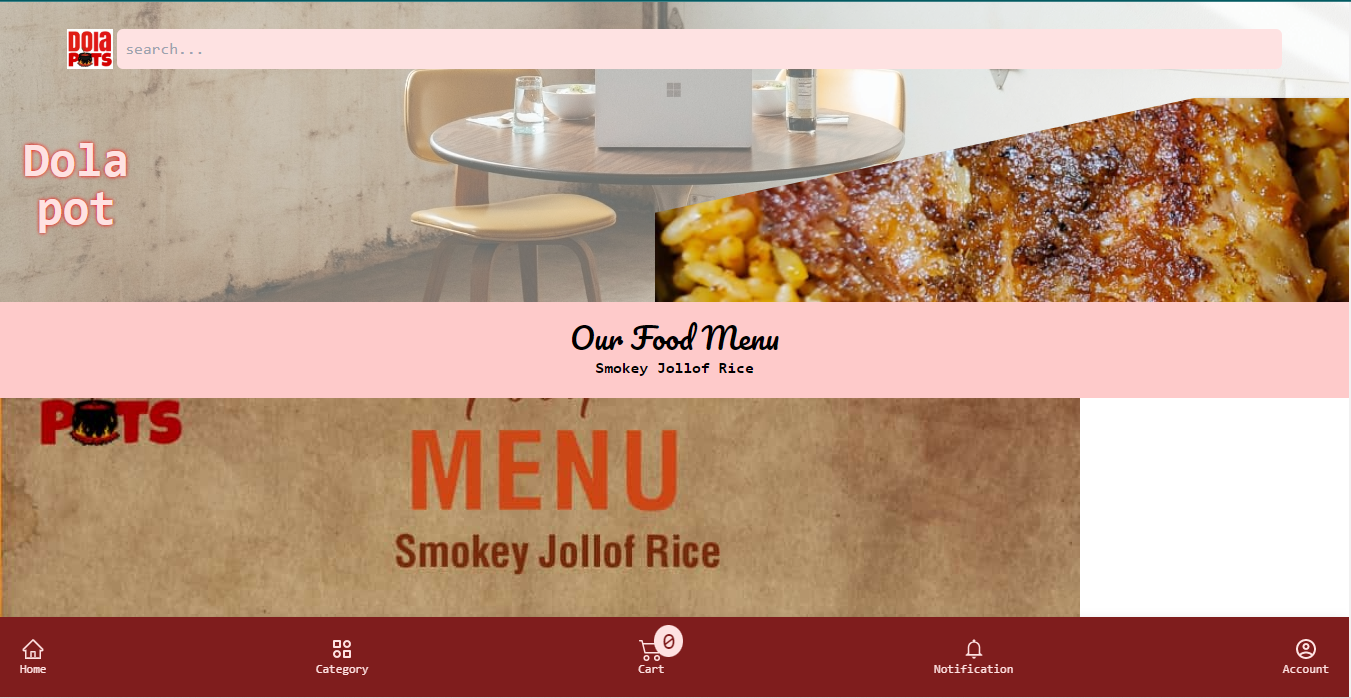 Dola
POTS
search...
Dola
pot
Our Food Menu
Smokey Jollof Rice
POTS
MENU
Smokey Jollof Rice
0
Home
Category
Cart
Notification
Account